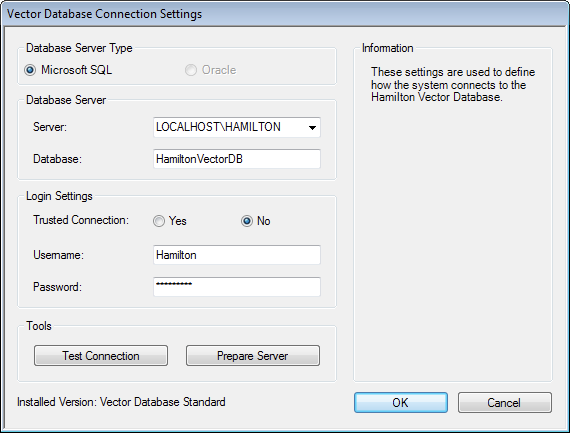 Vector Database Connection Settings
Database Server Type
Microsoft SQL
Oracle
Database Server
Server:
LOCALHOST\HAMILTON
Database:
HamiltonVectorDB
Login Settings
Trusted Connection:
Yes
No
Username:
Hamilton
Password:
*********
Tools
Test Connection
Prepare Server
Information
These settings are used to define
how the system connects to the
Hamilton Vector Database.
Installed Version: Vector Database Standard
OK
Cancel